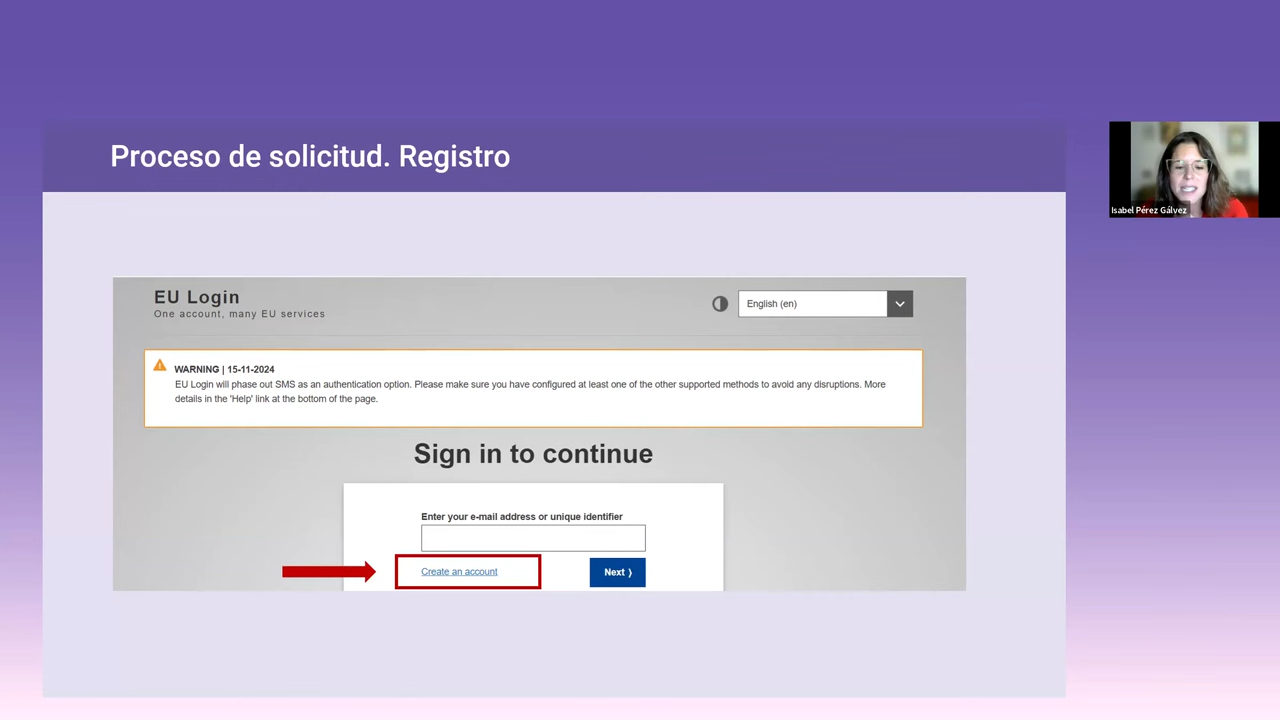 Proceso de solicitud. Registro
Isabel Pérez Gálvez
EU Login
One account, many EU services
English (en)
WARNING | 15-11-2024
EU Login will phase out SMS as an authentication option. Please make sure you have configured at least one of the other supported methods to avoid any disruptions. More
details in the 'Help' link at the bottom of the page.
Sign in to continue
Enter your e-mail address or unique identifier
Create an account
Next ⟩